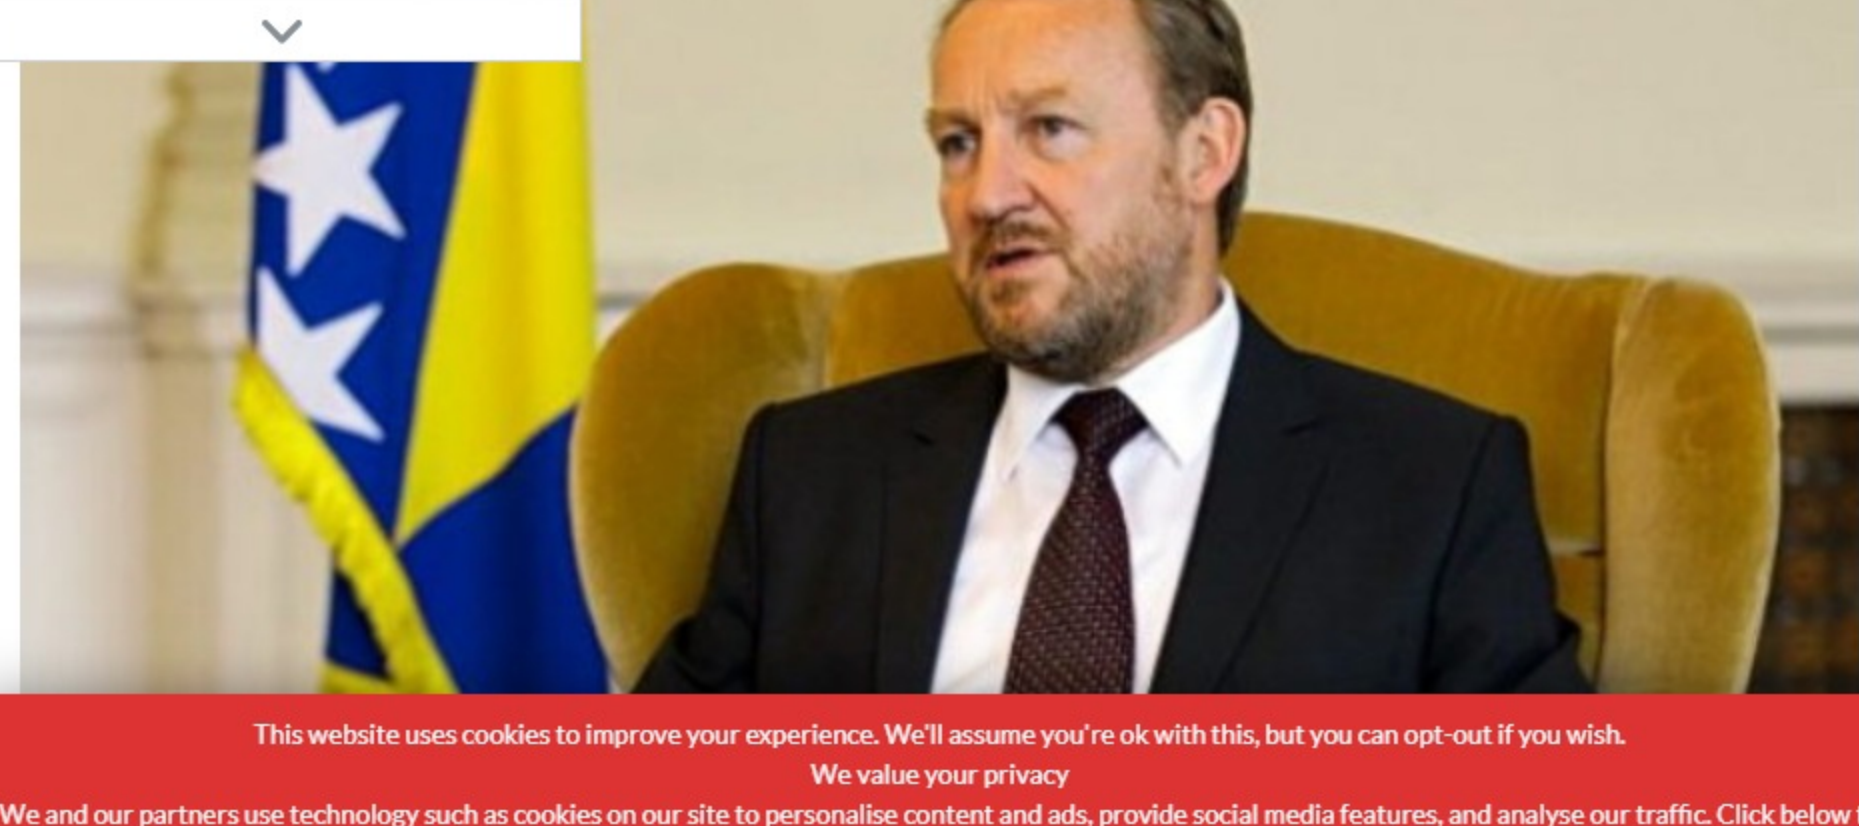 This website uses cookies to improve your experience. We'll assume you're ok with this, but you can opt-out if you wish.
We value your privacy
We and our partners use technology such as cookies on our site to personalise content and ads, provide social media features, and analyse our traffic. Click below